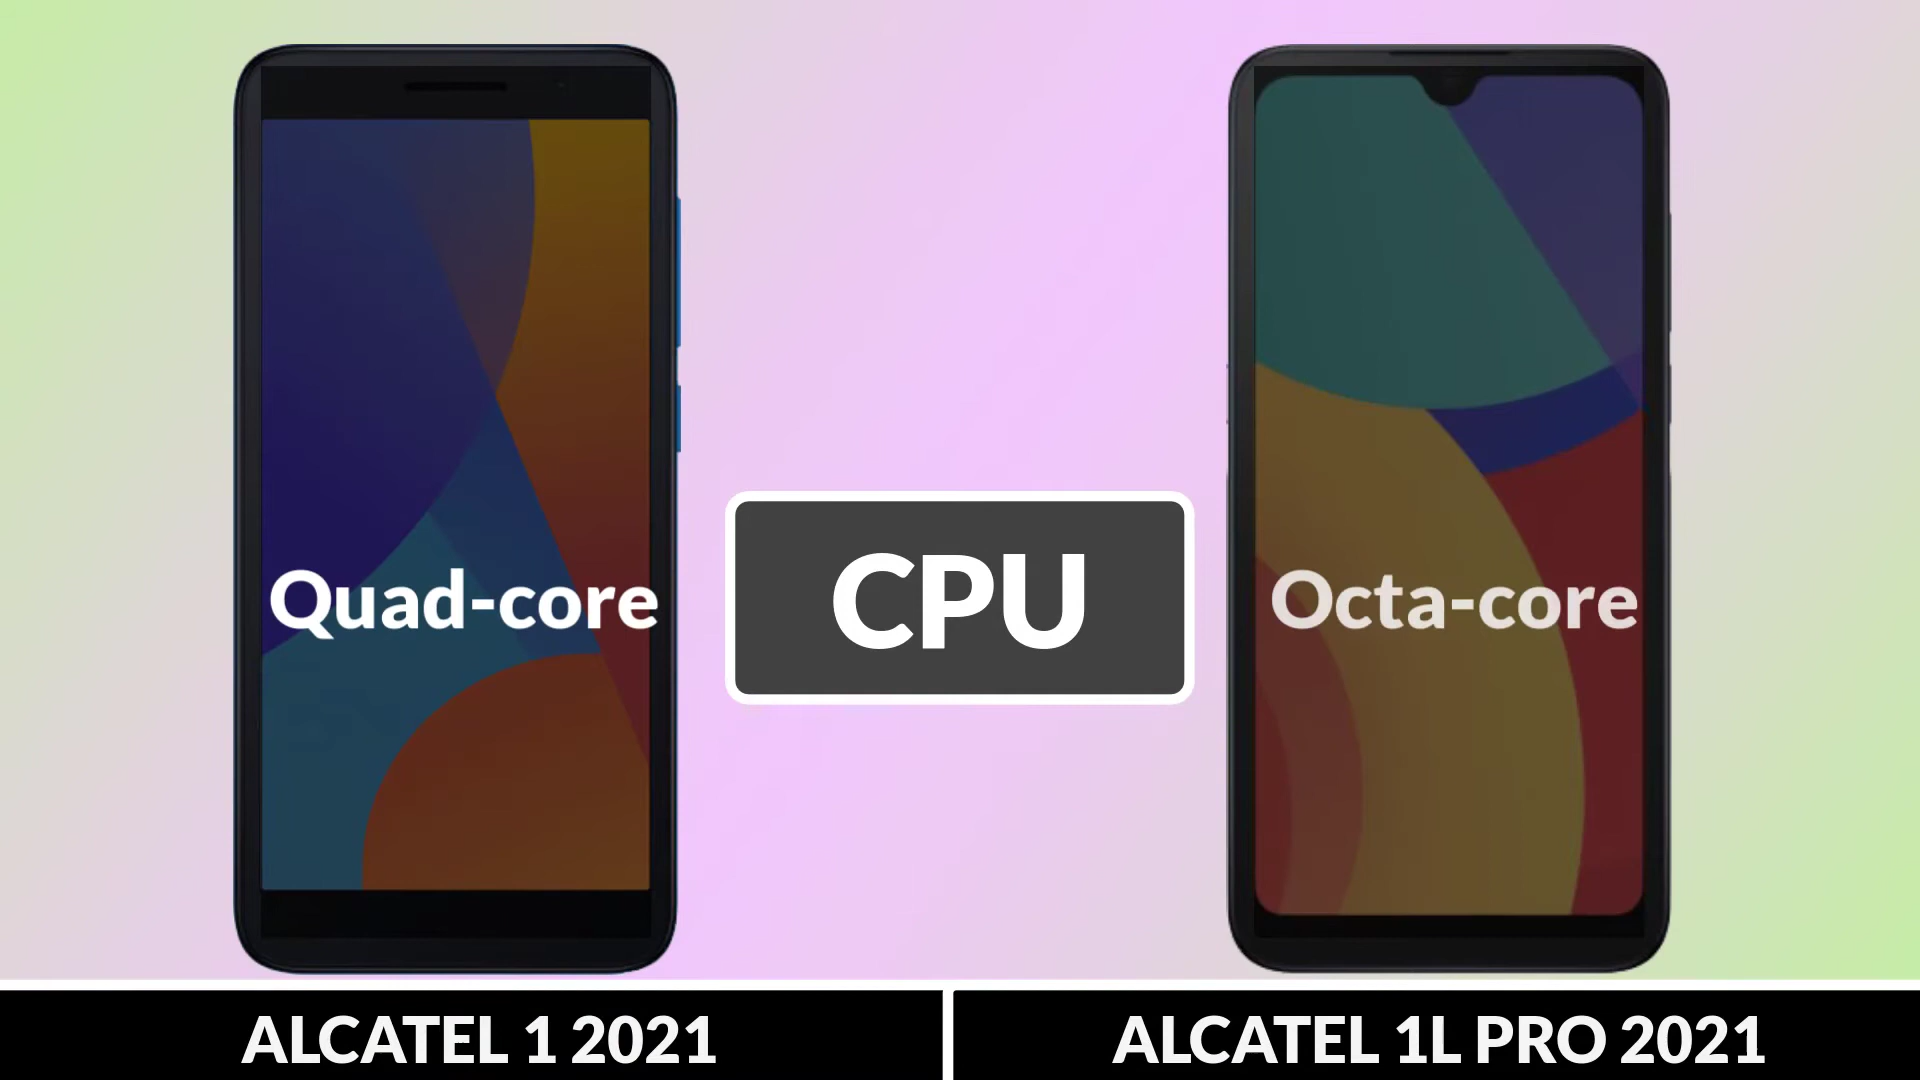 Quad-core
CPU
Octa-core
ALCATEL 1 2021
ALCATEL 1L PRO 2021